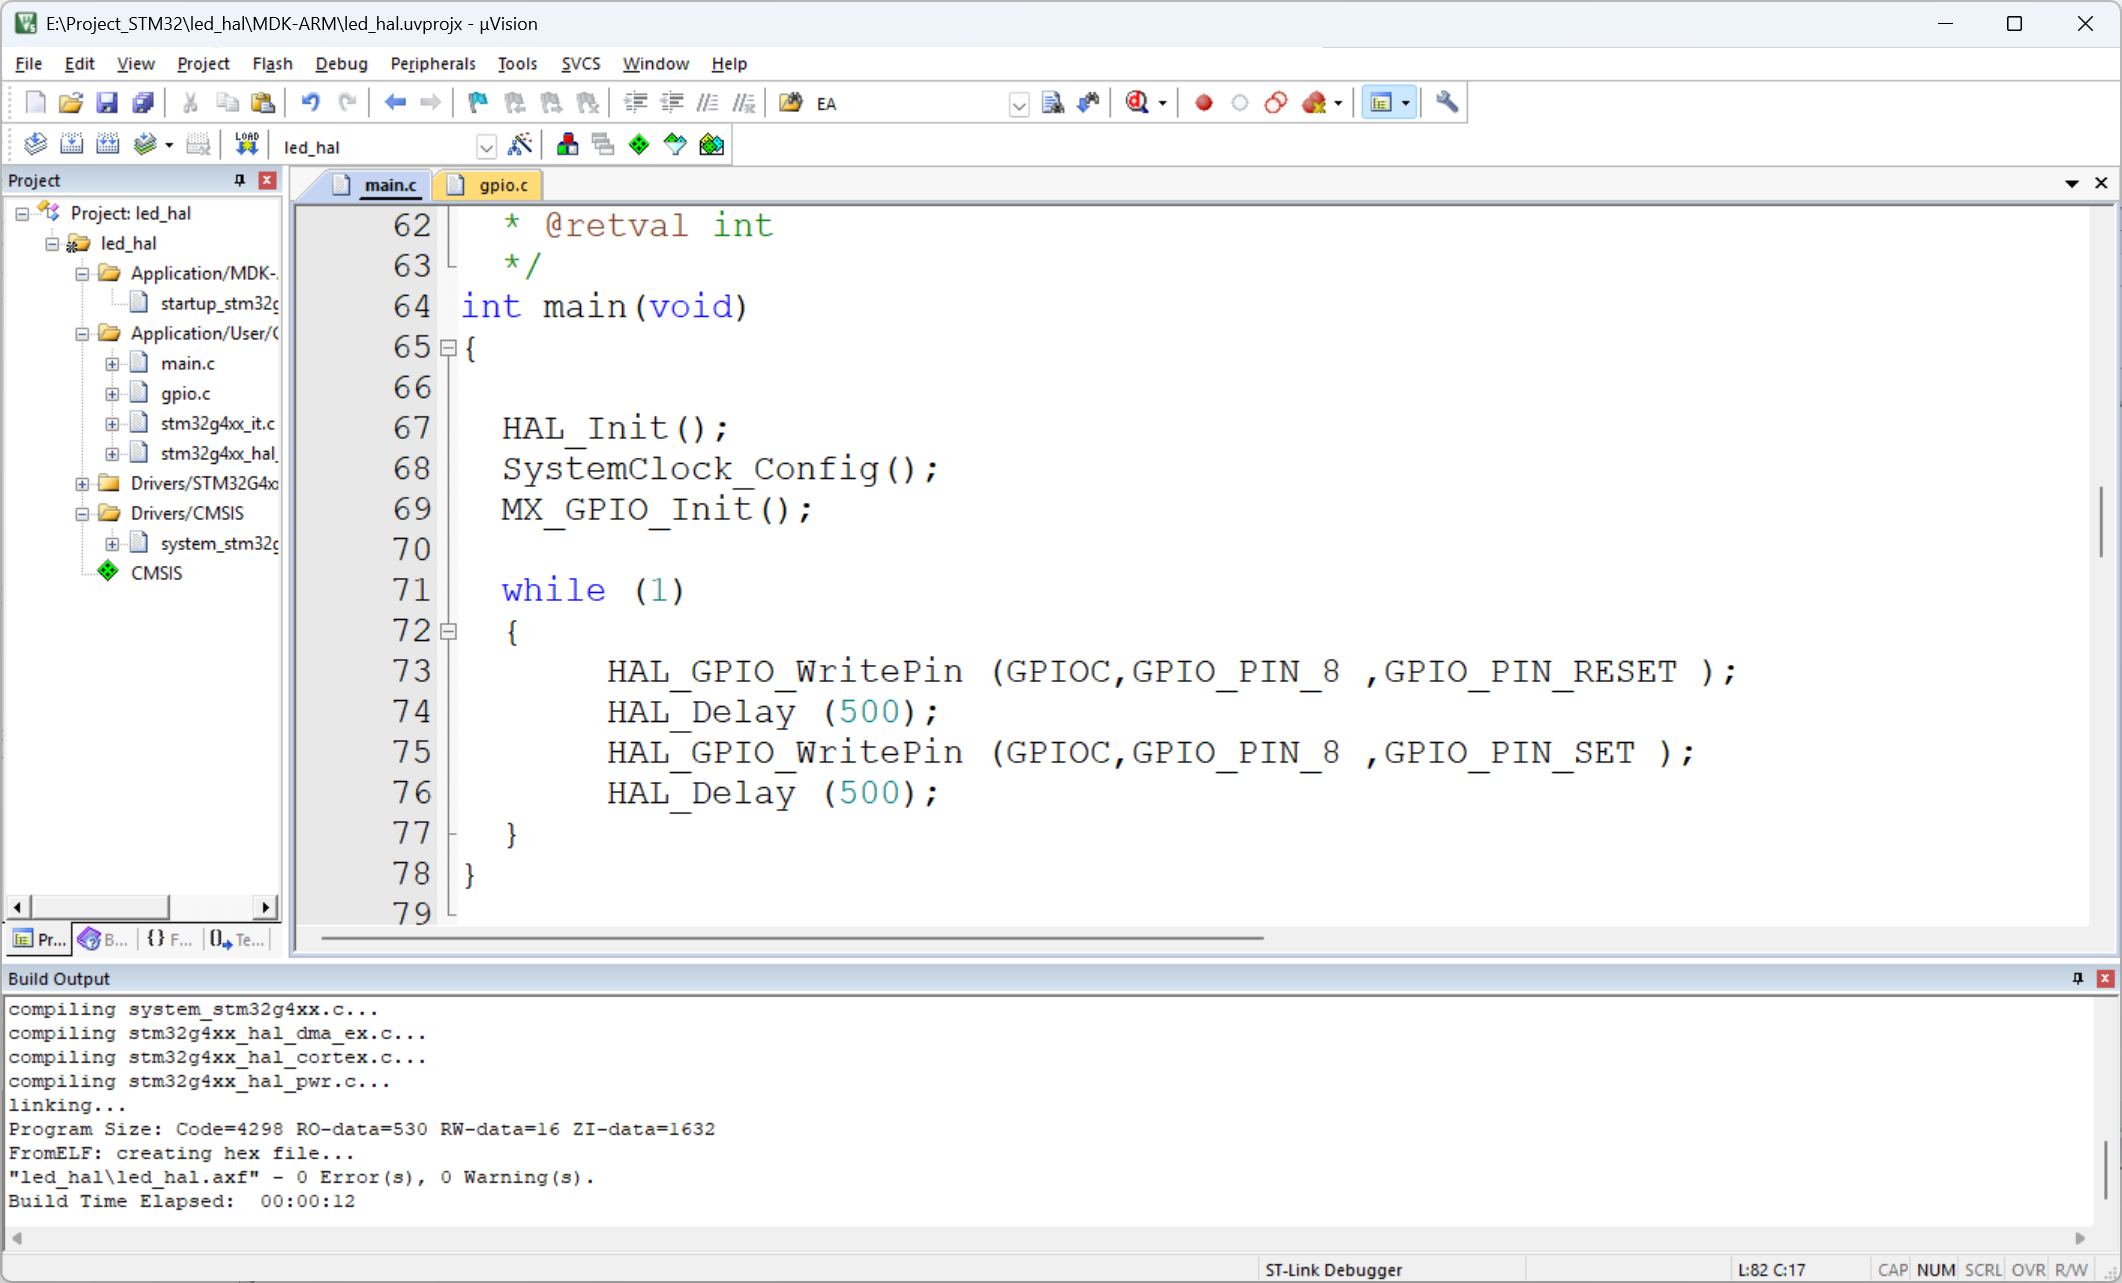 E:\Project_STM32\led_hal\MDK-ARM\led_hal.uvprojx - µVision
File Edit View Project Flash Debug Peripherals Tools SVCS Window Help
EA
LOAD
led_hal
Project
Project: led_hal
led_hal
Application/MDK-
startup_stm32g
Application/User/C
main.c
gpio.c
stm32g4xx_it.c
stm32g4xx_hal_
Drivers/STM32G4x
Drivers/CMSIS
system_stm32g
CMSIS
Pr... B... {} F... Te...
main.c gpio.c
62 * @retval int
63 */
64 int main(void)
65 {
66
67 HAL_Init();
68 SystemClock_Config();
69 MX_GPIO_Init();
70
71 while (1)
72 {
73 HAL_GPIO_WritePin (GPIOC,GPIO_PIN_8 ,GPIO_PIN_RESET );
74 HAL_Delay (500);
75 HAL_GPIO_WritePin (GPIOC,GPIO_PIN_8 ,GPIO_PIN_SET );
76 HAL_Delay (500);
77 }
78 }
79
Build Output
compiling system_stm32g4xx.c...
compiling stm32g4xx_hal_dma_ex.c...
compiling stm32g4xx_hal_cortex.c...
compiling stm32g4xx_hal_pwr.c...
linking...
Program Size: Code=4298 RO-data=530 RW-data=16 ZI-data=1632
FromELF: creating hex file...
"led_hal\led_hal.axf" - 0 Error(s), 0 Warning(s).
Build Time Elapsed: 00:00:12
ST-Link Debugger L:82 C:17 CAP NUM SCRL OVR R/W